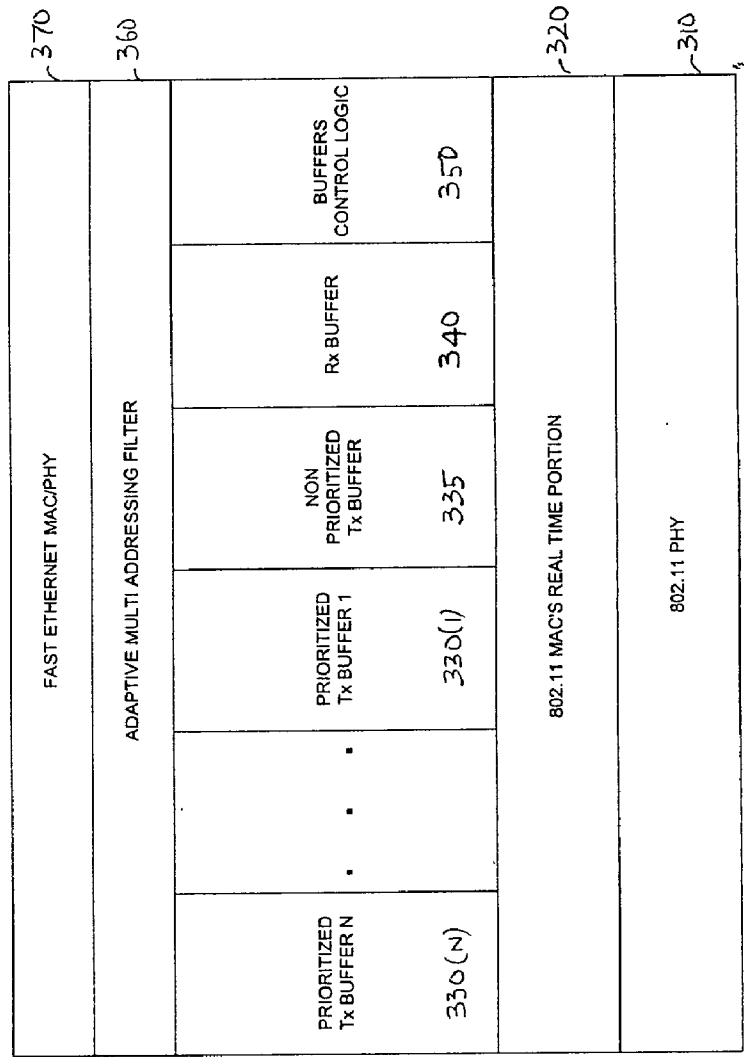 FAST ETHERNET MAC/PHY
370
ADAPTIVE MULTI ADDRESSING FILTER
360
PRIORITIZED
Tx BUFFER N
330(N)
. . .
PRIORITIZED
Tx BUFFER 1
330(1)
NON
PRIORITIZED
Tx BUFFER
335
Rx BUFFER
340
BUFFERS
CONTROL LOGIC
350
802.11 MAC'S REAL TIME PORTION
320
802.11 PHY
310